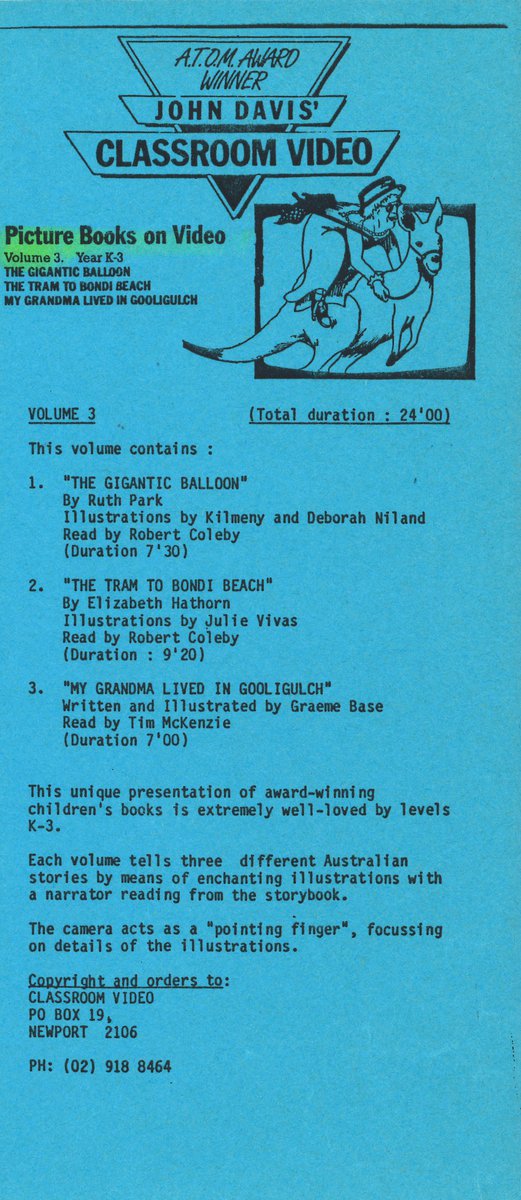 A.T.O.M. AWARD
WINNER
JOHN DAVIS'
CLASSROOM VIDEO
Picture Books on Video
Volume 3. Year K-3
THE GIGANTIC BALLOON
THE TRAM TO BONDI BEACH
MY GRANDMA LIVED IN GOOLIGULCH
VOLUME 3 (Total duration : 24'00)
This volume contains :
1. "THE GIGANTIC BALLOON"
By Ruth Park
Illustrations by Kilmeny and Deborah Niland
Read by Robert Coleby
(Duration 7'30)
2. "THE TRAM TO BONDI BEACH"
By Elizabeth Hathorn
Illustrations by Julie Vivas
Read by Robert Coleby
(Duration : 9'20)
3. "MY GRANDMA LIVED IN GOOLIGULCH"
Written and Illustrated by Graeme Base
Read by Tim McKenzie
(Duration 7'00)
This unique presentation of award-winning
children's books is extremely well-loved by levels
K-3.
Each volume tells three different Australian
stories by means of enchanting illustrations with
a narrator reading from the storybook.
The camera acts as a "pointing finger", focussing
on details of the illustrations.
Copyright and orders to:
CLASSROOM VIDEO
PO BOX 19,
NEWPORT 2106
PH: (02) 918 8464